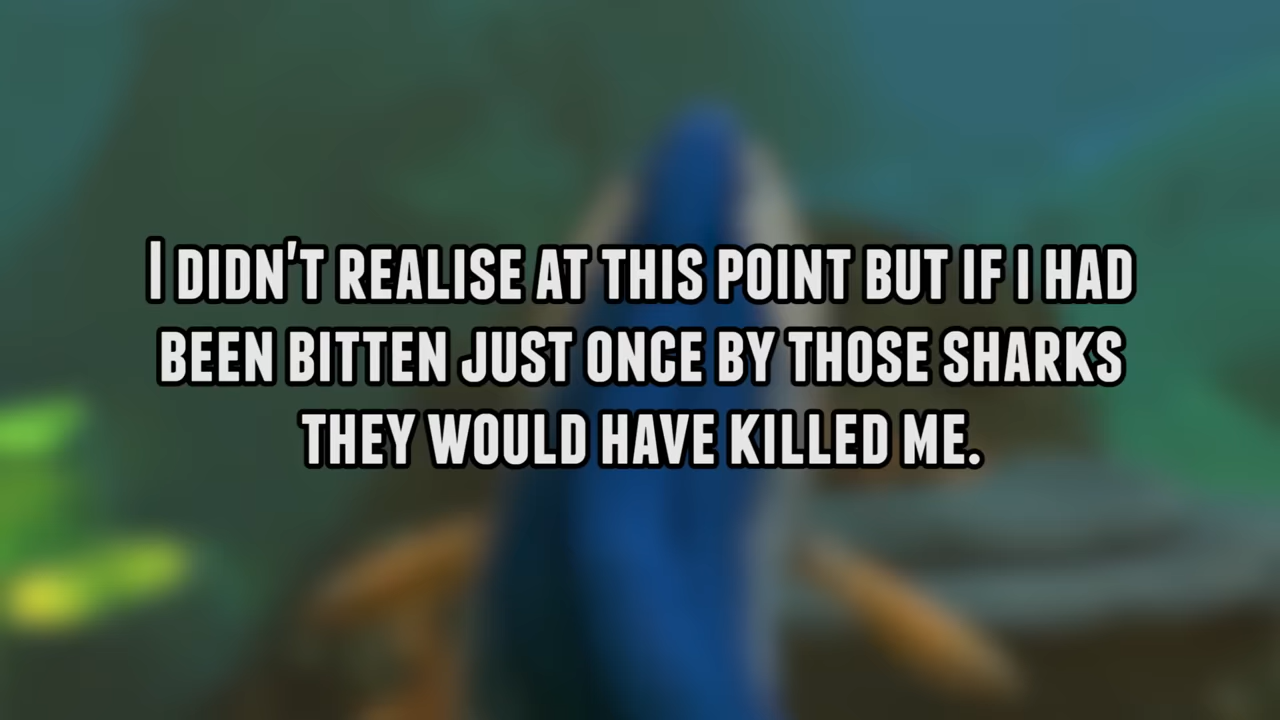 I didn't realise at this point but if i had
been bitten just once by those sharks
they would have killed me.